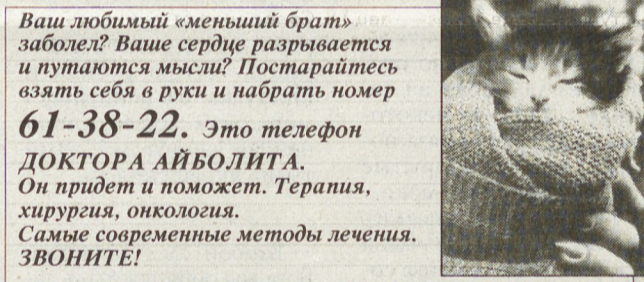 Ваш любимый «меньший брат»
заболел? Ваше сердце разрывается
и путаются мысли? Постарайтесь
взять себя в руки и набрать номер
61-38-22. Это телефон
ДОКТОРА АЙБОЛИТА.
Он придет и поможет. Терапия,
хирургия, онкология.
Самые современные методы лечения.
ЗВОНИТЕ!